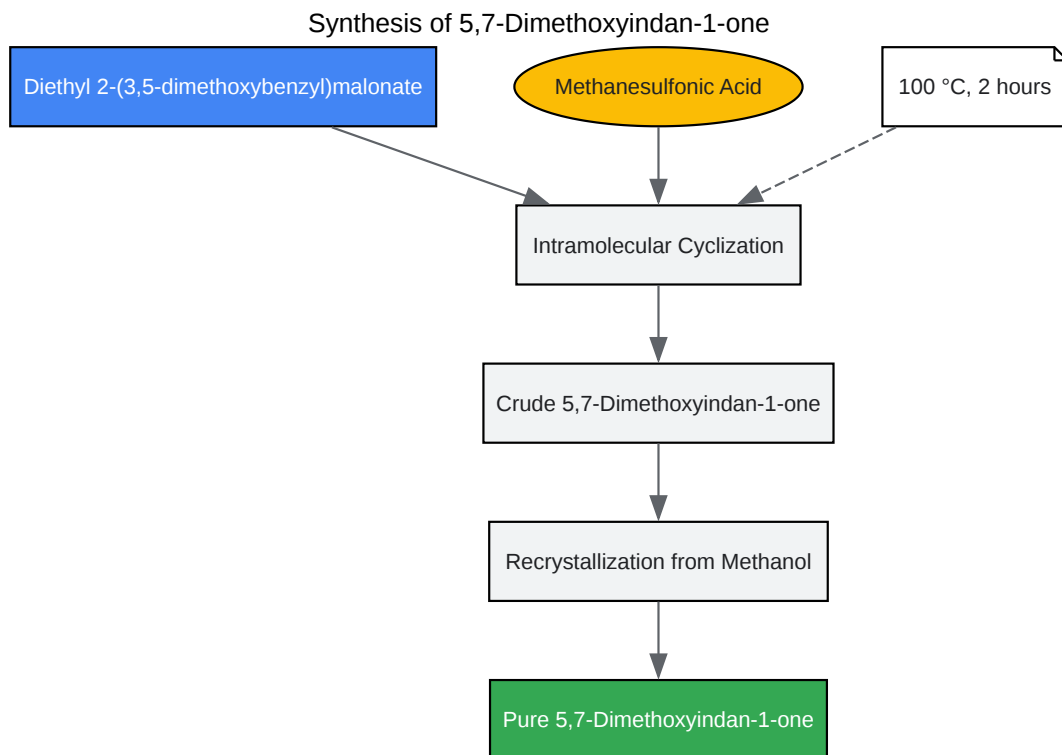 Synthesis of 5,7-Dimethoxyindan-1-one
Diethyl 2-(3,5-dimethoxybenzyl)malonate
Methanesulfonic Acid
100 °C, 2 hours
Intramolecular Cyclization
Crude 5,7-Dimethoxyindan-1-one
Recrystallization from Methanol
Pure 5,7-Dimethoxyindan-1-one